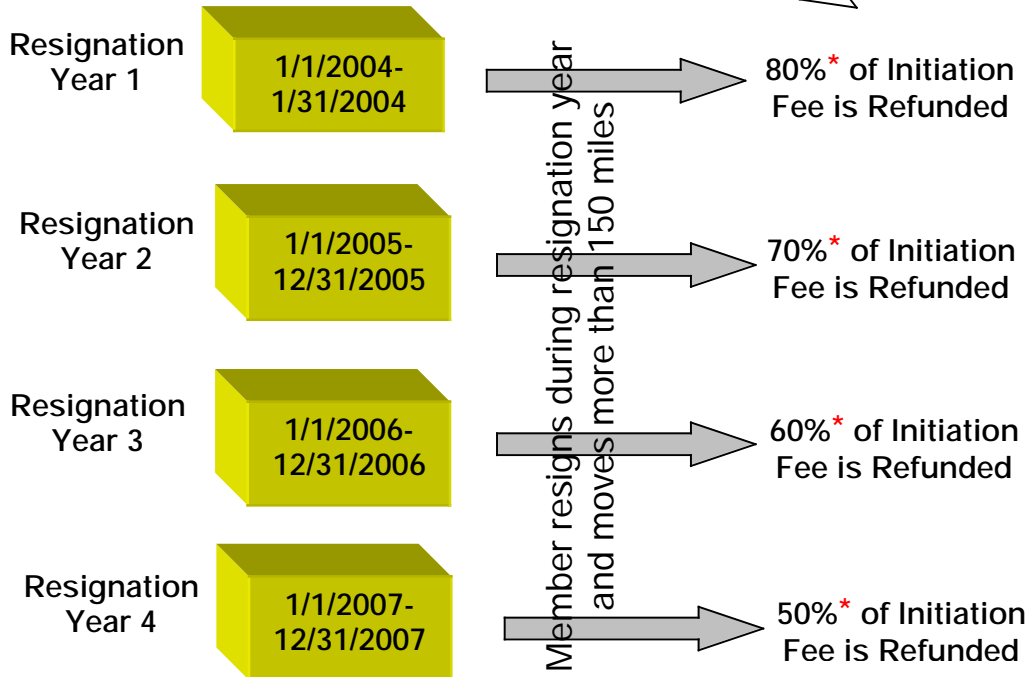 Resignation
Year 1
1/1/2004-
1/31/2004
80%* of Initiation
Fee is Refunded
Resignation
Year 2
1/1/2005-
12/31/2005
70%* of Initiation
Fee is Refunded
Resignation
Year 3
1/1/2006-
12/31/2006
60%* of Initiation
Fee is Refunded
Resignation
Year 4
1/1/2007-
12/31/2007
50%* of Initiation
Fee is Refunded
Member resigns during resignation year
and moves more than 150 miles